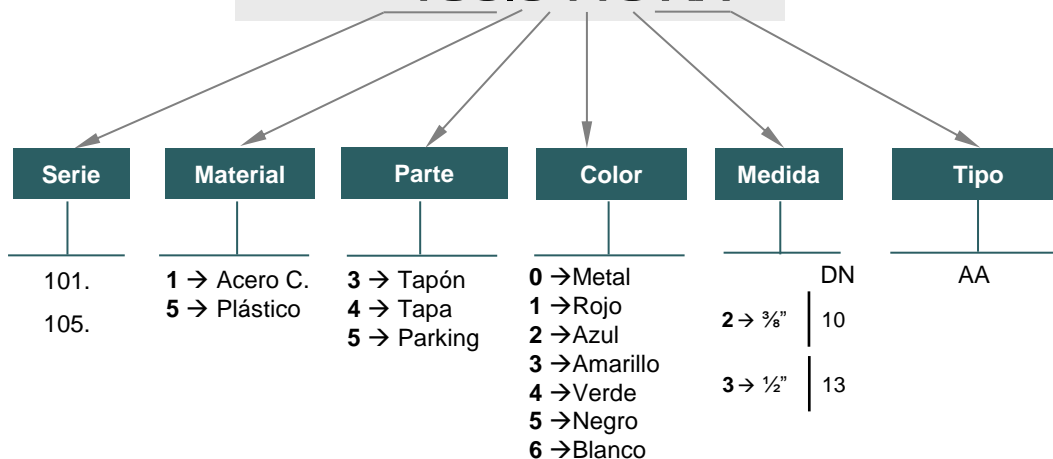 Serie
Material
Parte
Color
Medida
Tipo
101.
105.
1 → Acero C.
5 → Plástico
3 → Tapón
4 → Tapa
5 → Parking
0 →Metal
1 →Rojo
2 →Azul
3 →Amarillo
4 →Verde
5 →Negro
6 →Blanco
DN
2 → ⅜” 10
3 → ½” 13
AA